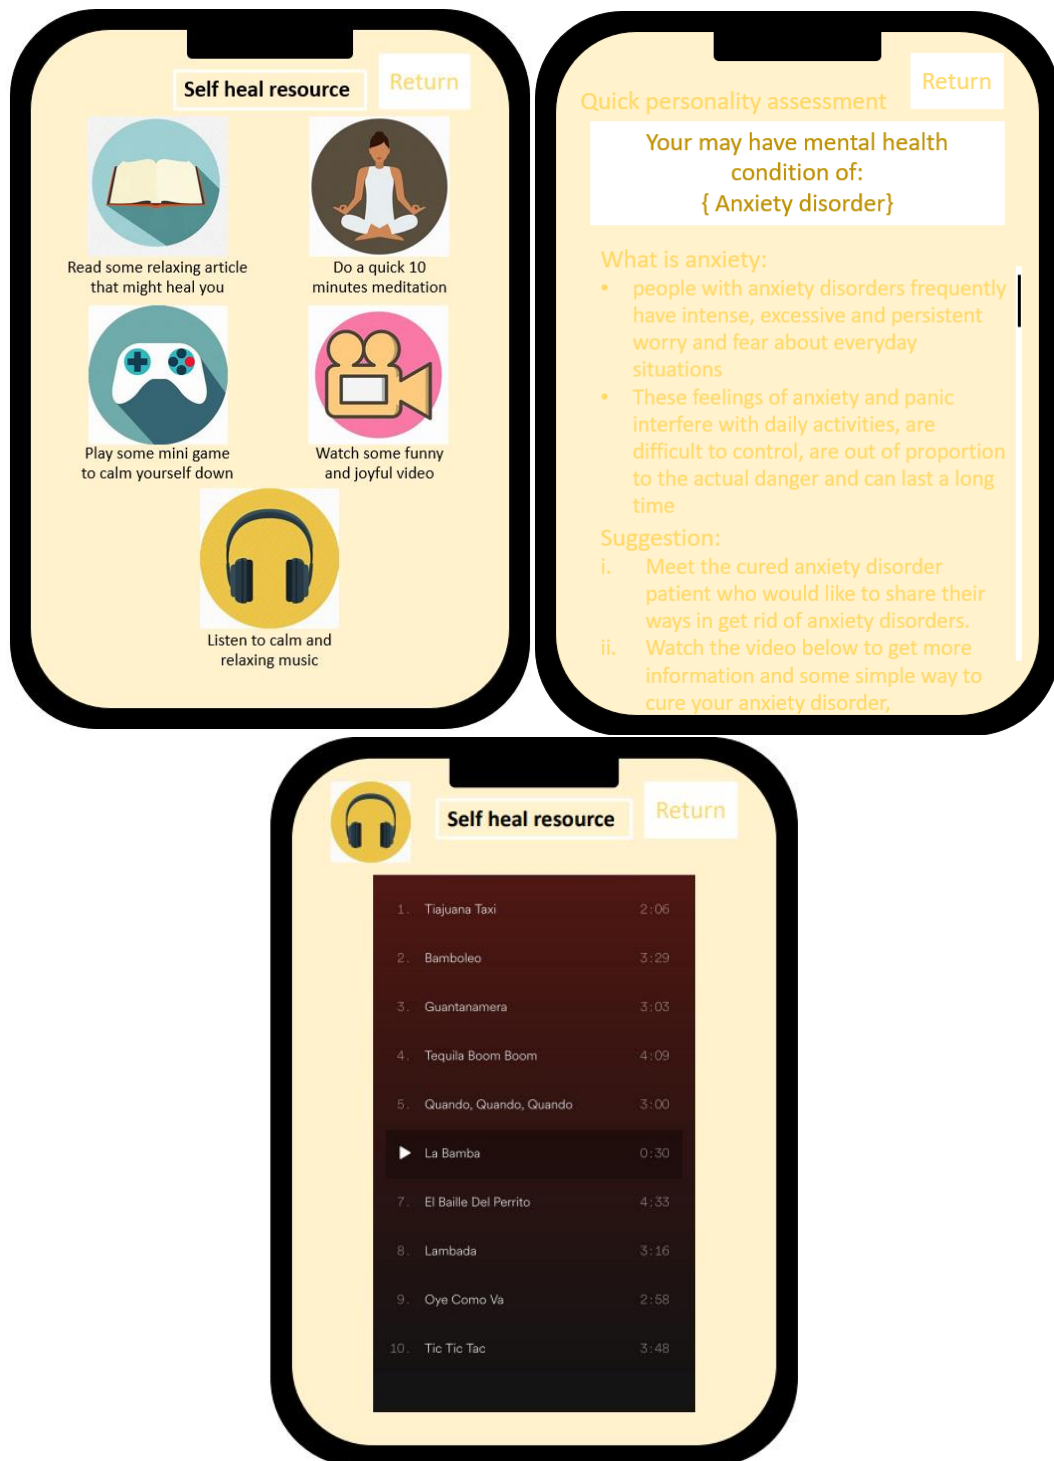 Self heal resource
Return
Read some relaxing article
that might heal you
Do a quick 10
minutes meditation
Play some mini game
to calm yourself down
Watch some funny
and joyful video
Listen to calm and
relaxing music
Return
Quick personality assessment
Your may have mental health
condition of:
{ Anxiety disorder}
What is anxiety:
• people with anxiety disorders frequently
have intense, excessive and persistent
worry and fear about everyday
situations
• These feelings of anxiety and panic
interfere with daily activities, are
difficult to control, are out of proportion
to the actual danger and can last a long
time
Suggestion:
i. Meet the cured anxiety disorder
patient who would like to share their
ways in get rid of anxiety disorders.
ii. Watch the video below to get more
information and some simple way to
cure your anxiety disorder,
Self heal resource
Return
1. Tiajuana Taxi 2:06
2. Bamboleo 3:29
3. Guantanamera 3:03
4. Tequila Boom Boom 4:09
5. Quando, Quando, Quando 3:00
La Bamba 0:30
7. El Baille Del Perrito 4:33
8. Lambada 3:16
9. Oye Como Va 2:58
10. Tic Tic Tac 3:48